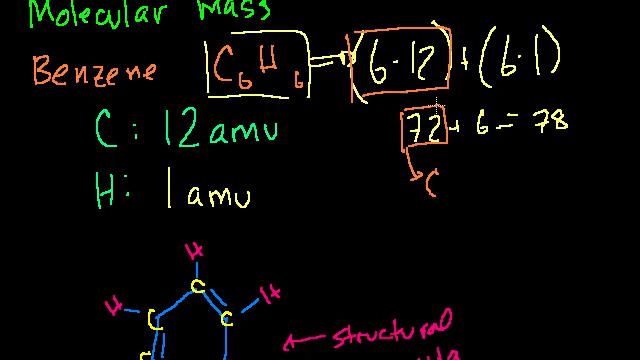 Molecular Mass
Benzene C6H6 → (6·12) + (6·1)
C: 12 amu 72 + 6 = 78
H: 1 amu C
H
H C H
C C
C ← structural